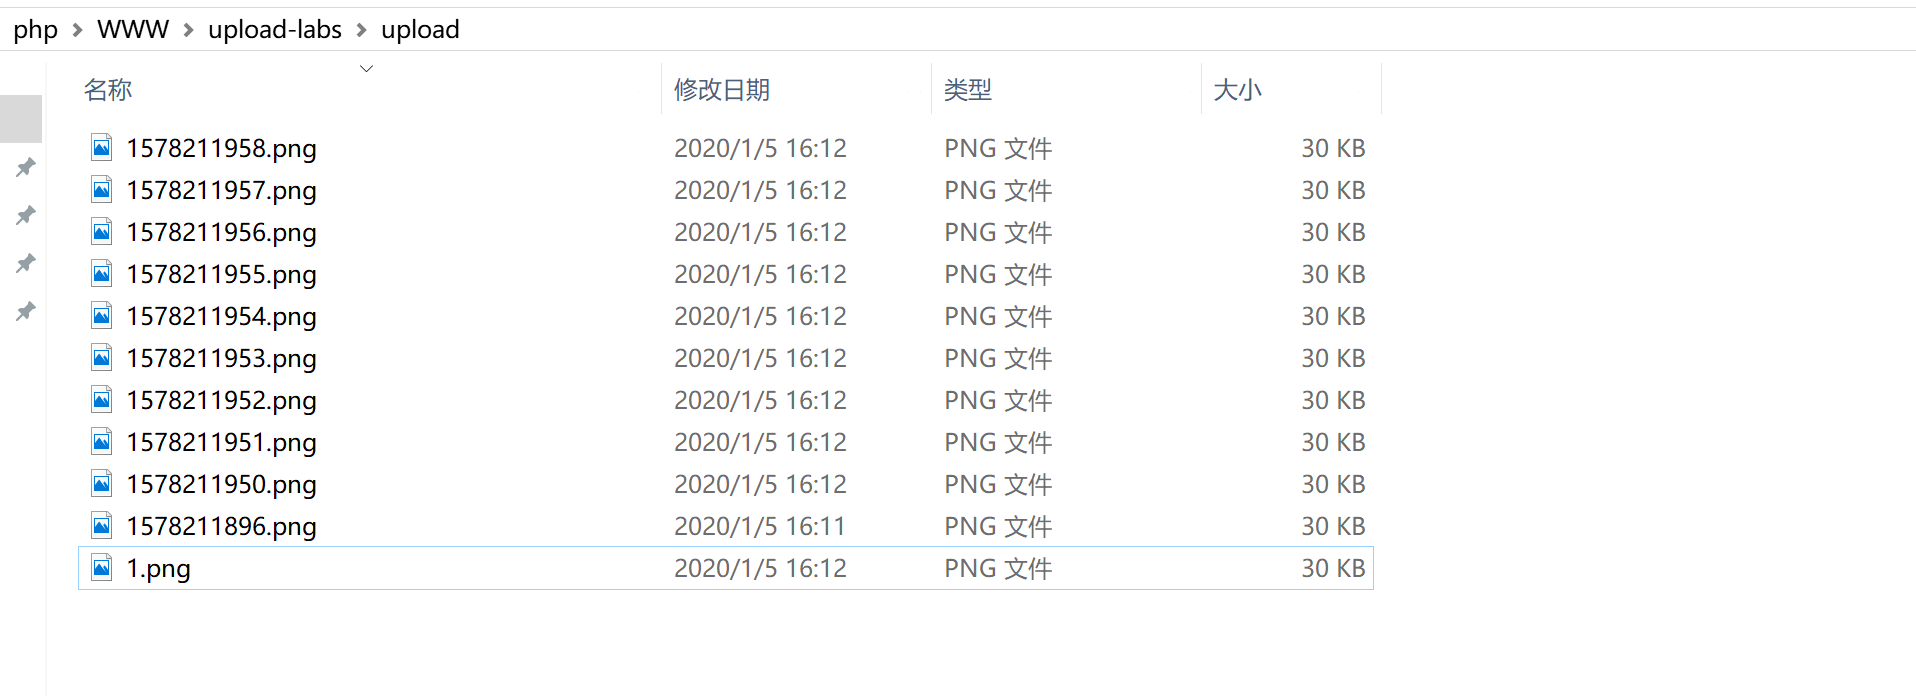 php > WWW > upload-labs > upload
名称 修改日期 类型 大小
1578211958.png 2020/1/5 16:12 PNG 文件 30 KB
1578211957.png 2020/1/5 16:12 PNG 文件 30 KB
1578211956.png 2020/1/5 16:12 PNG 文件 30 KB
1578211955.png 2020/1/5 16:12 PNG 文件 30 KB
1578211954.png 2020/1/5 16:12 PNG 文件 30 KB
1578211953.png 2020/1/5 16:12 PNG 文件 30 KB
1578211952.png 2020/1/5 16:12 PNG 文件 30 KB
1578211951.png 2020/1/5 16:12 PNG 文件 30 KB
1578211950.png 2020/1/5 16:12 PNG 文件 30 KB
1578211896.png 2020/1/5 16:11 PNG 文件 30 KB
1.png 2020/1/5 16:12 PNG 文件 30 KB